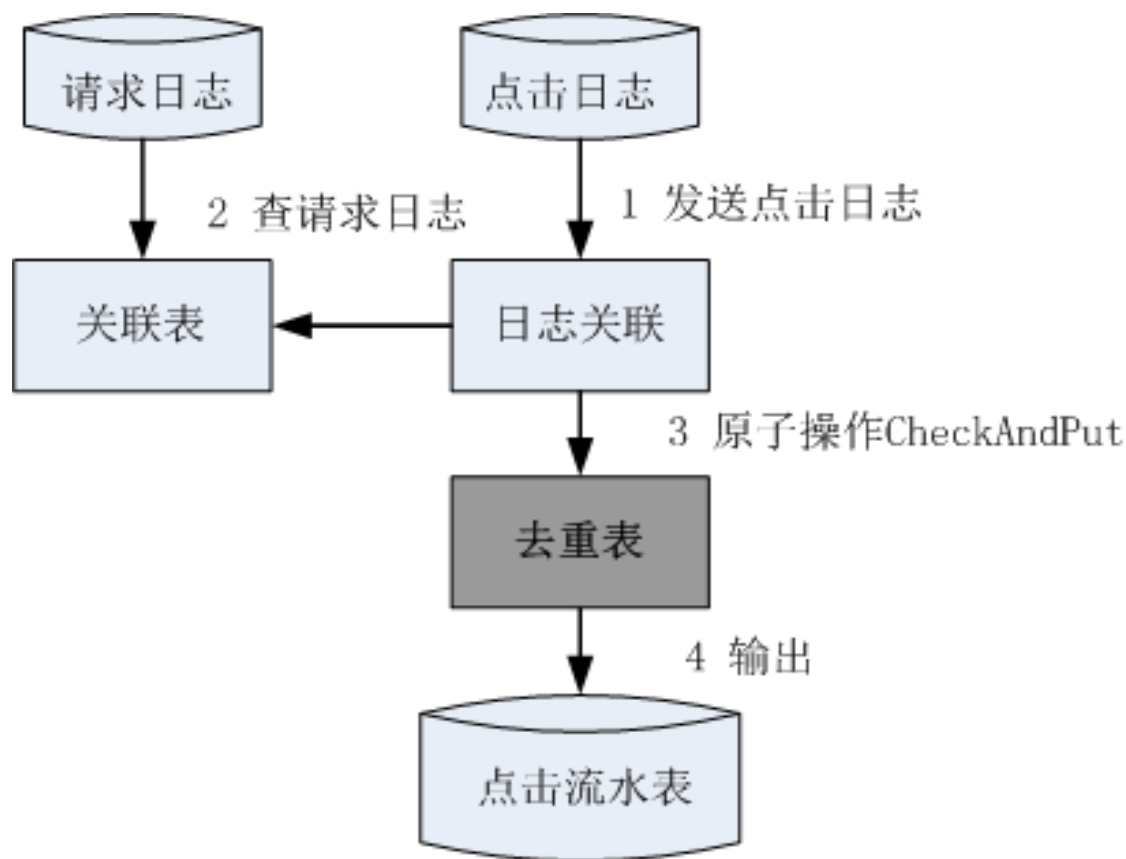 请求日志
点击日志
2 查请求日志
1 发送点击日志
关联表
日志关联
3 原子操作CheckAndPut
去重表
4 输出
点击流水表